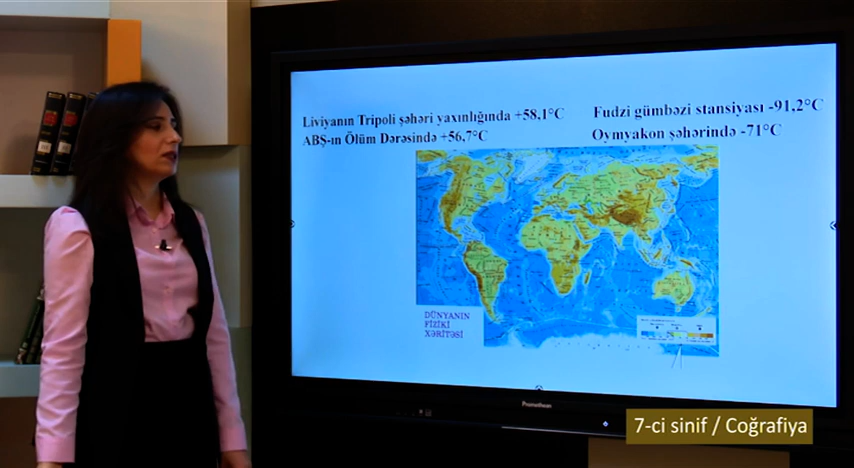 Liviyanın Tripoli şəhəri yaxınlığında +58,1°C
ABŞ-ın Ölüm Dərəsində +56,7°C
Fudzi gümbəzi stansiyası -91,2°C
Oymyakon şəhərində -71°C
DÜNYANIN
FİZİKİ
XƏRİTƏSİ
Promethean
7-ci sinif / Coğrafiya